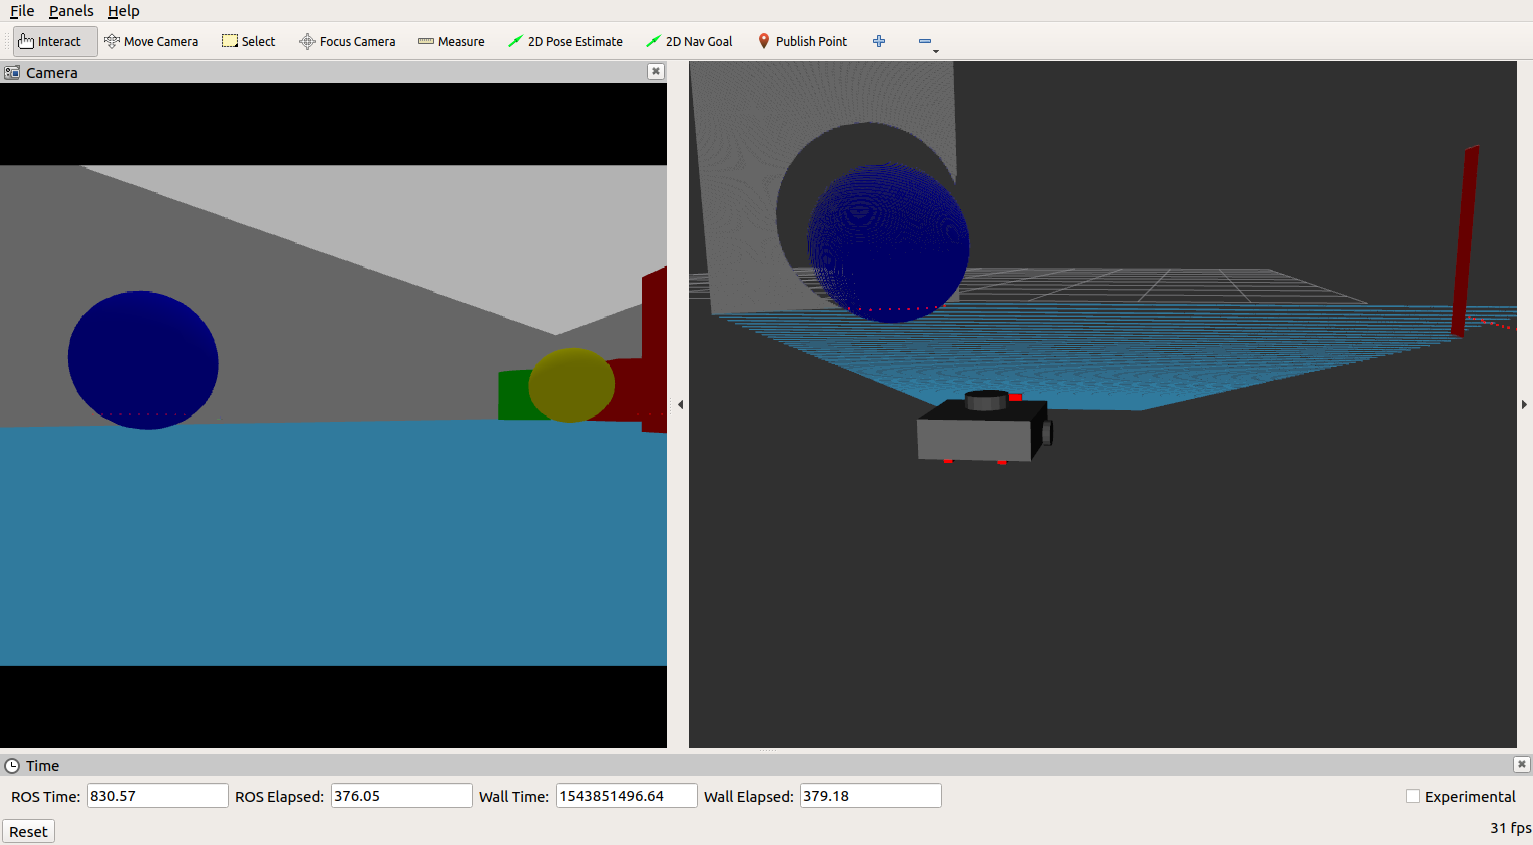 File Panels Help
Interact Move Camera Select Focus Camera Measure 2D Pose Estimate 2D Nav Goal Publish Point
Camera
Time
ROS Time: 830.57 ROS Elapsed: 376.05 Wall Time: 1543851496.64 Wall Elapsed: 379.18 Experimental
Reset 31 fps